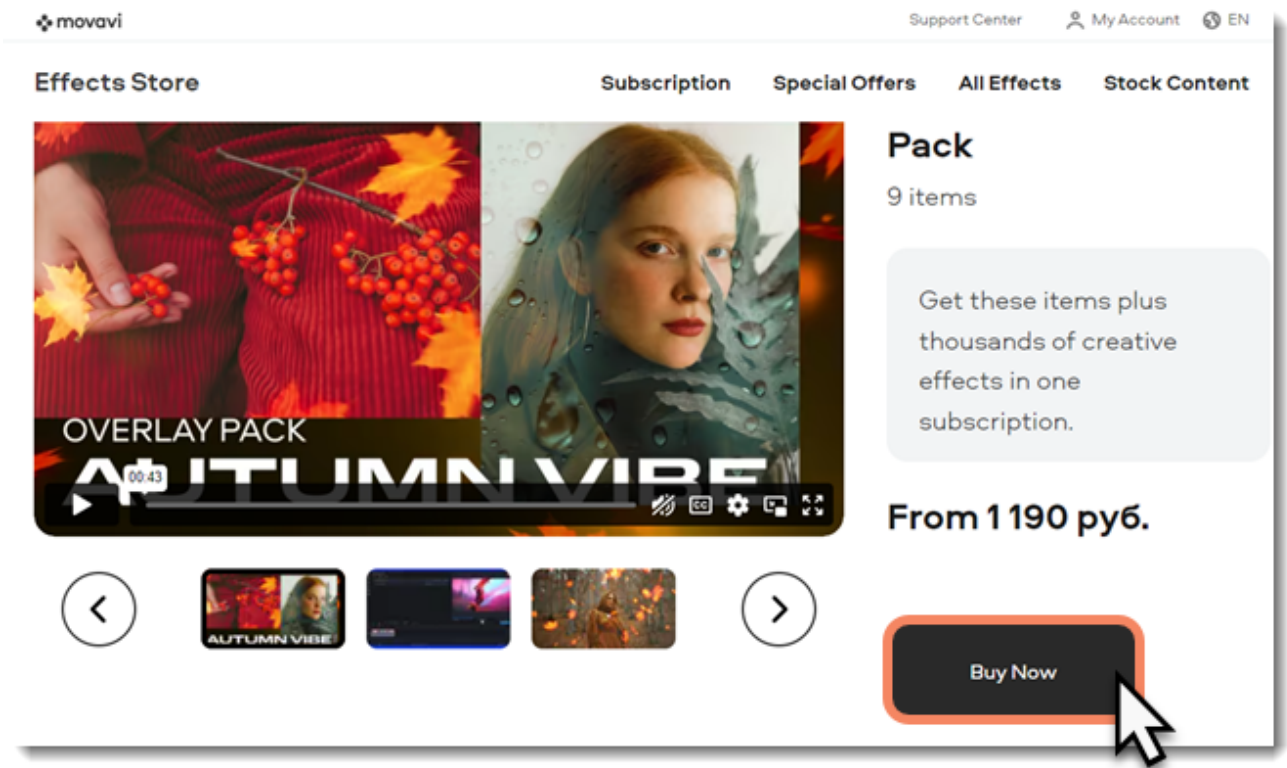 movavi
Support Center
My Account
EN
Effects Store
Subscription
Special Offers
All Effects
Stock Content
OVERLAY PACK
AUTUMN VIBE
00:43
CC
AUTUMN VIBE
Pack
9 items
Get these items plus
thousands of creative
effects in one
subscription.
From 1 190 руб.
Buy Now